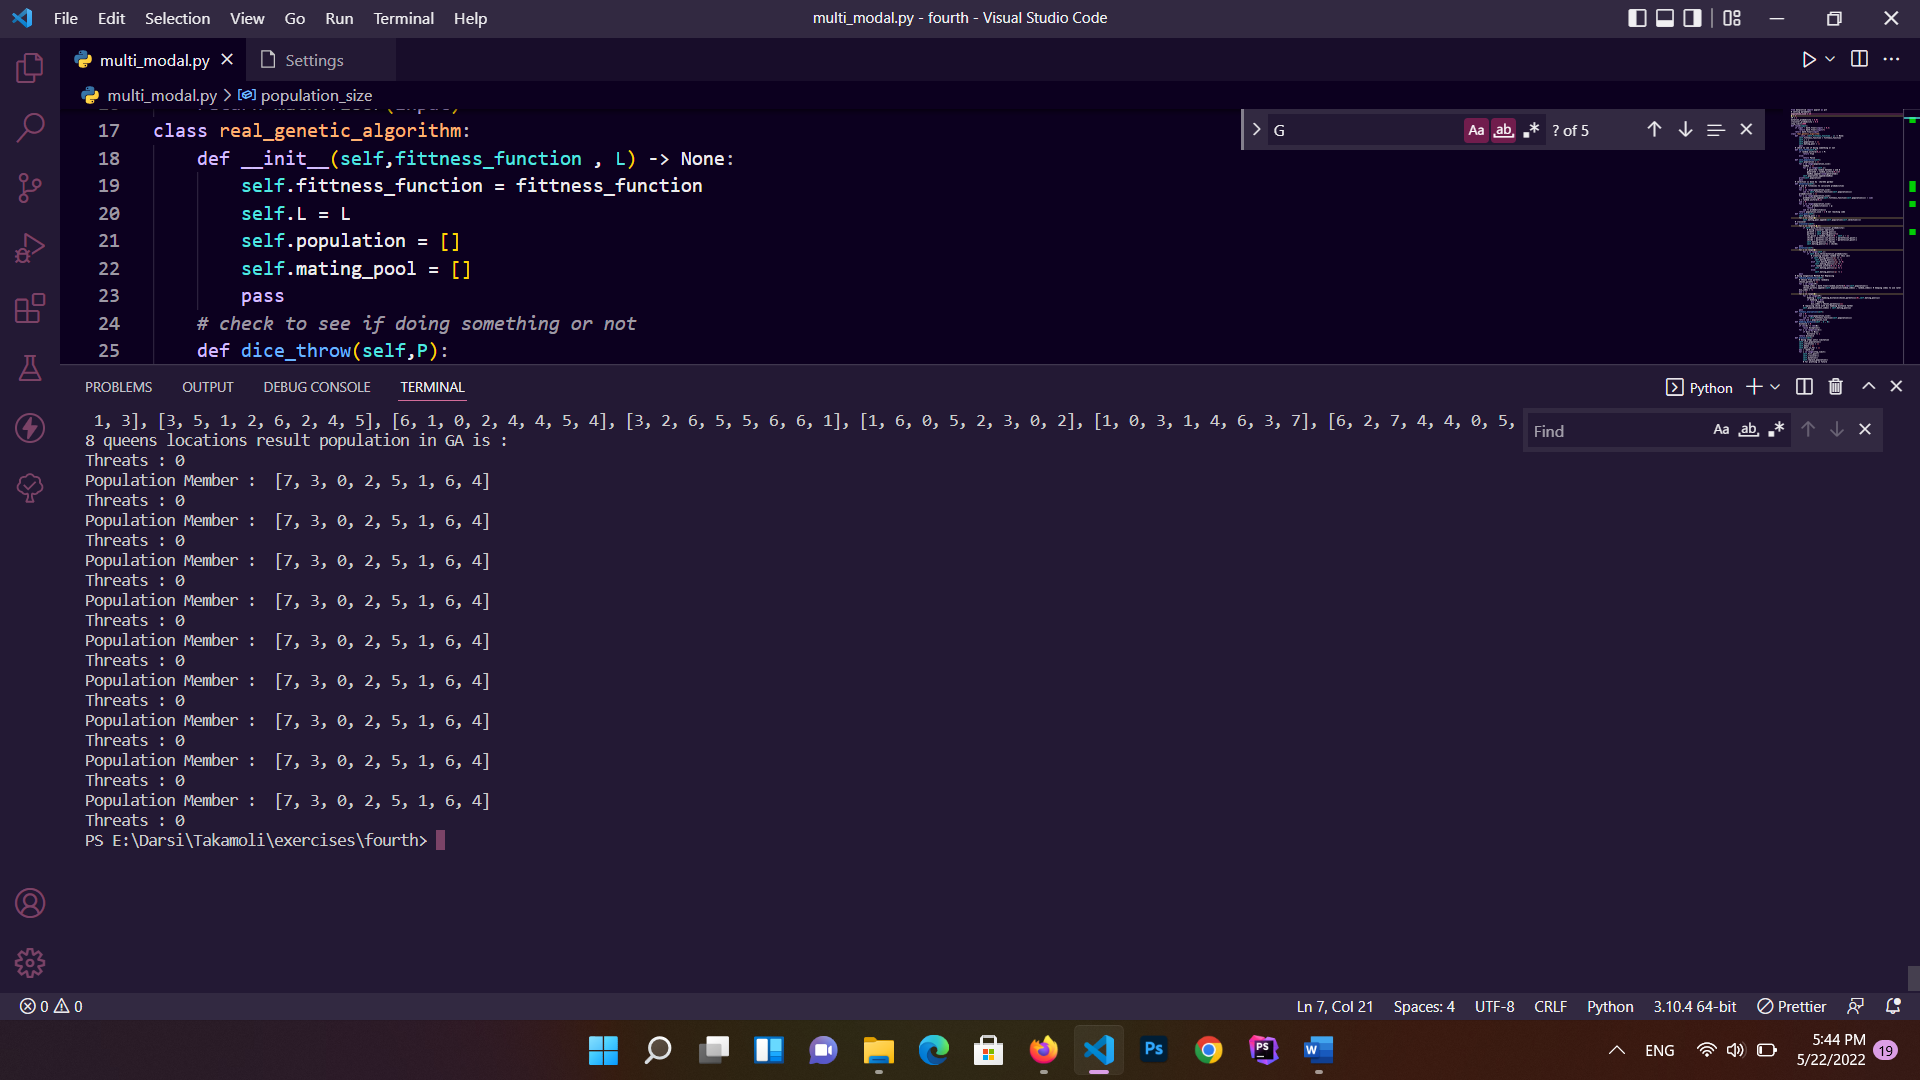 File Edit Selection View Go Run Terminal Help
multi_modal.py - fourth - Visual Studio Code
multi_modal.py
Settings
multi_modal.py > population_size
17 class real_genetic_algorithm:
18 def __init__(self,fittness_function , L) -> None:
19 self.fittness_function = fittness_function
20 self.L = L
21 self.population = []
22 self.mating_pool = []
23 pass
24 # check to see if doing something or not
25 def dice_throw(self,P):
G
Aa ab ? of 5
PROBLEMS OUTPUT DEBUG CONSOLE TERMINAL
Python
1, 3], [3, 5, 1, 2, 6, 2, 4, 5], [6, 1, 0, 2, 4, 4, 5, 4], [3, 2, 6, 5, 5, 6, 6, 1], [1, 6, 0, 5, 2, 3, 0, 2], [1, 0, 3, 1, 4, 6, 3, 7], [6, 2, 7, 4, 4, 0, 5,
Find
Aa ab
8 queens locations result population in GA is :
Threats : 0
Population Member :  [7, 3, 0, 2, 5, 1, 6, 4]
Threats : 0
Population Member :  [7, 3, 0, 2, 5, 1, 6, 4]
Threats : 0
Population Member :  [7, 3, 0, 2, 5, 1, 6, 4]
Threats : 0
Population Member :  [7, 3, 0, 2, 5, 1, 6, 4]
Threats : 0
Population Member :  [7, 3, 0, 2, 5, 1, 6, 4]
Threats : 0
Population Member :  [7, 3, 0, 2, 5, 1, 6, 4]
Threats : 0
Population Member :  [7, 3, 0, 2, 5, 1, 6, 4]
Threats : 0
Population Member :  [7, 3, 0, 2, 5, 1, 6, 4]
Threats : 0
Population Member :  [7, 3, 0, 2, 5, 1, 6, 4]
Threats : 0
PS E:\Darsi\Takamoli\exercises\fourth>
0 0
Ln 7, Col 21 Spaces: 4 UTF-8 CRLF Python 3.10.4 64-bit Prettier
Ps
PS
W
ENG
5:44 PM
5/22/2022
19